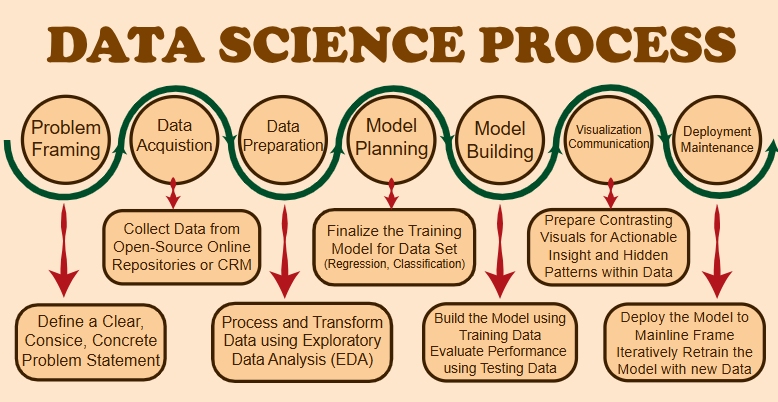 DATA SCIENCE PROCESS
Problem
Framing
Data
Acquistion
Data
Preparation
Model
Planning
Model
Building
Visualization
Communication
Deployment
Maintenance
Collect Data from
Open-Source Online
Repositories or CRM
Finalize the Training
Model for Data Set
(Regression, Classification)
Prepare Contrasting
Visuals for Actionable
Insight and Hidden
Patterns within Data
Define a Clear,
Consice, Concrete
Problem Statement
Process and Transform
Data using Exploratory
Data Analysis (EDA)
Build the Model using
Training Data
Evaluate Performance
using Testing Data
Deploy the Model to
Mainline Frame
Iteratively Retrain the
Model with new Data